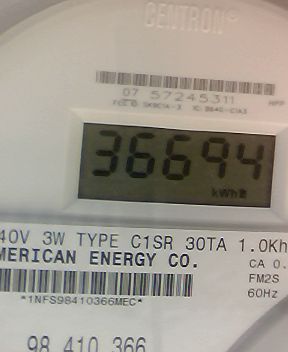 CENTRON®
07 57245311
36694
kWh
40V 3W TYPE C1SR 30TA 1.0Kh
MERICAN ENERGY CO.
CA 0.
FM2S
60Hz
*1NFS98410366MEC*
98 410 366